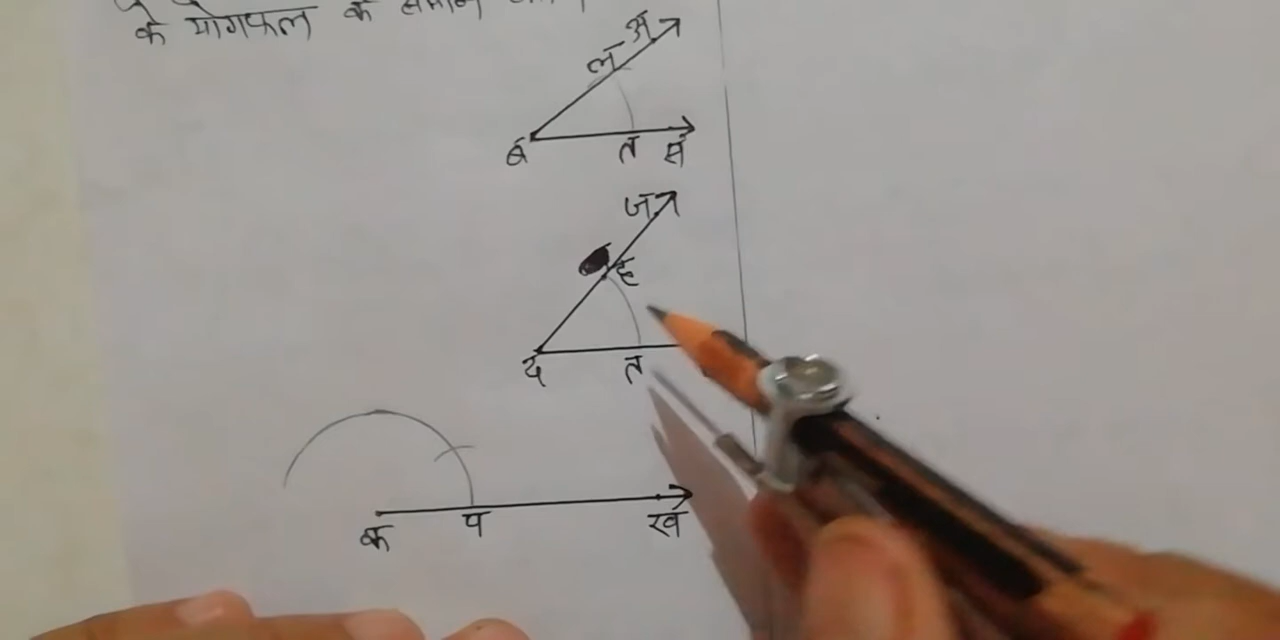 के योगफल के समान
अ
ल
ब त स
ज
ह
द त
क प ख